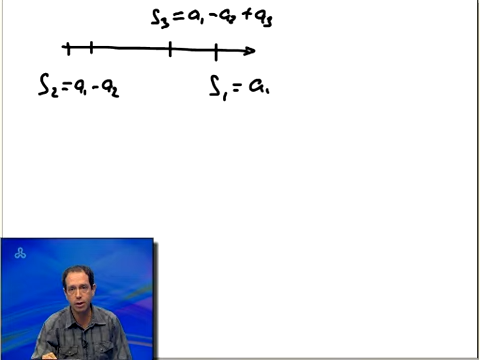 S₃ = a₁ - a₂ + a₃
S₂ = a₁ - a₂
S₁ = a₁